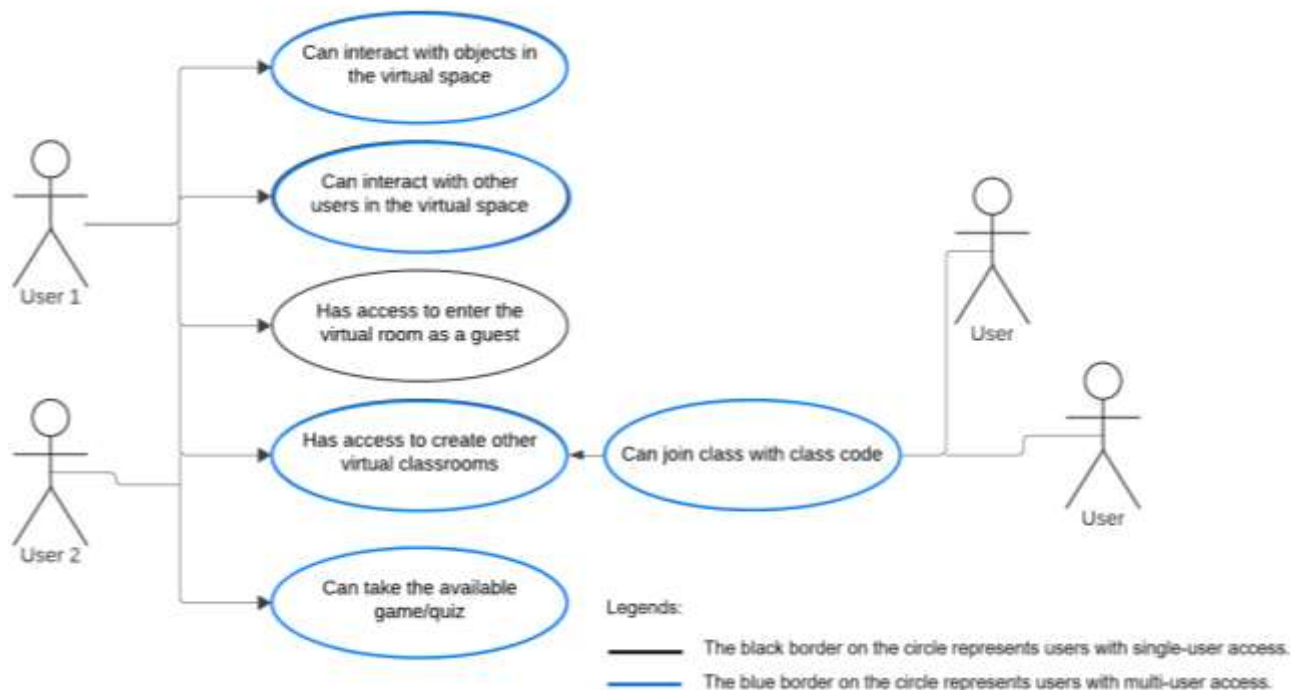 Can interact with objects in
the virtual space
Can interact with other
users in the virtual space
User 1
Has access to enter the
virtual room as a guest
User
Has access to create other
virtual classrooms
Can join class with class code
User 2
User
Can take the available
game/quiz
Legends:
The black border on the circle represents users with single-user access.
The blue border on the circle represents users with multi-user access.